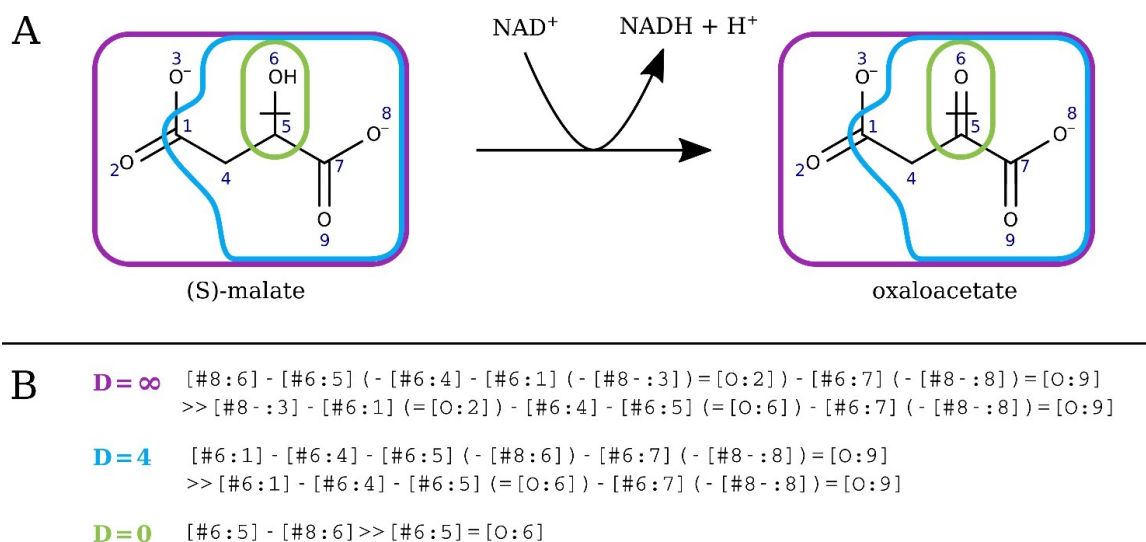 A
NAD⁺ NADH + H⁺
3 6 3 6
O⁻ OH O⁻ O
8 8
1 5 O⁻ 1 5 O⁻
O O
2 7 2 7
4 4
O O
9 9
(S)-malate oxaloacetate
B
D=∞ [#8:6]-[#6:5](-[#6:4]-[#6:1](-[#8-:3])=[O:2])-[#6:7](-[#8-:8])=[O:9]
>>[#8-:3]-[#6:1](=[O:2])-[#6:4]-[#6:5](=[O:6])-[#6:7](-[#8-:8])=[O:9]
D=4 [#6:1]-[#6:4]-[#6:5](-[#8:6])-[#6:7](-[#8-:8])=[O:9]
>>[#6:1]-[#6:4]-[#6:5](=[O:6])-[#6:7](-[#8-:8])=[O:9]
D=0 [#6:5]-[#8:6]>>[#6:5]=[O:6]